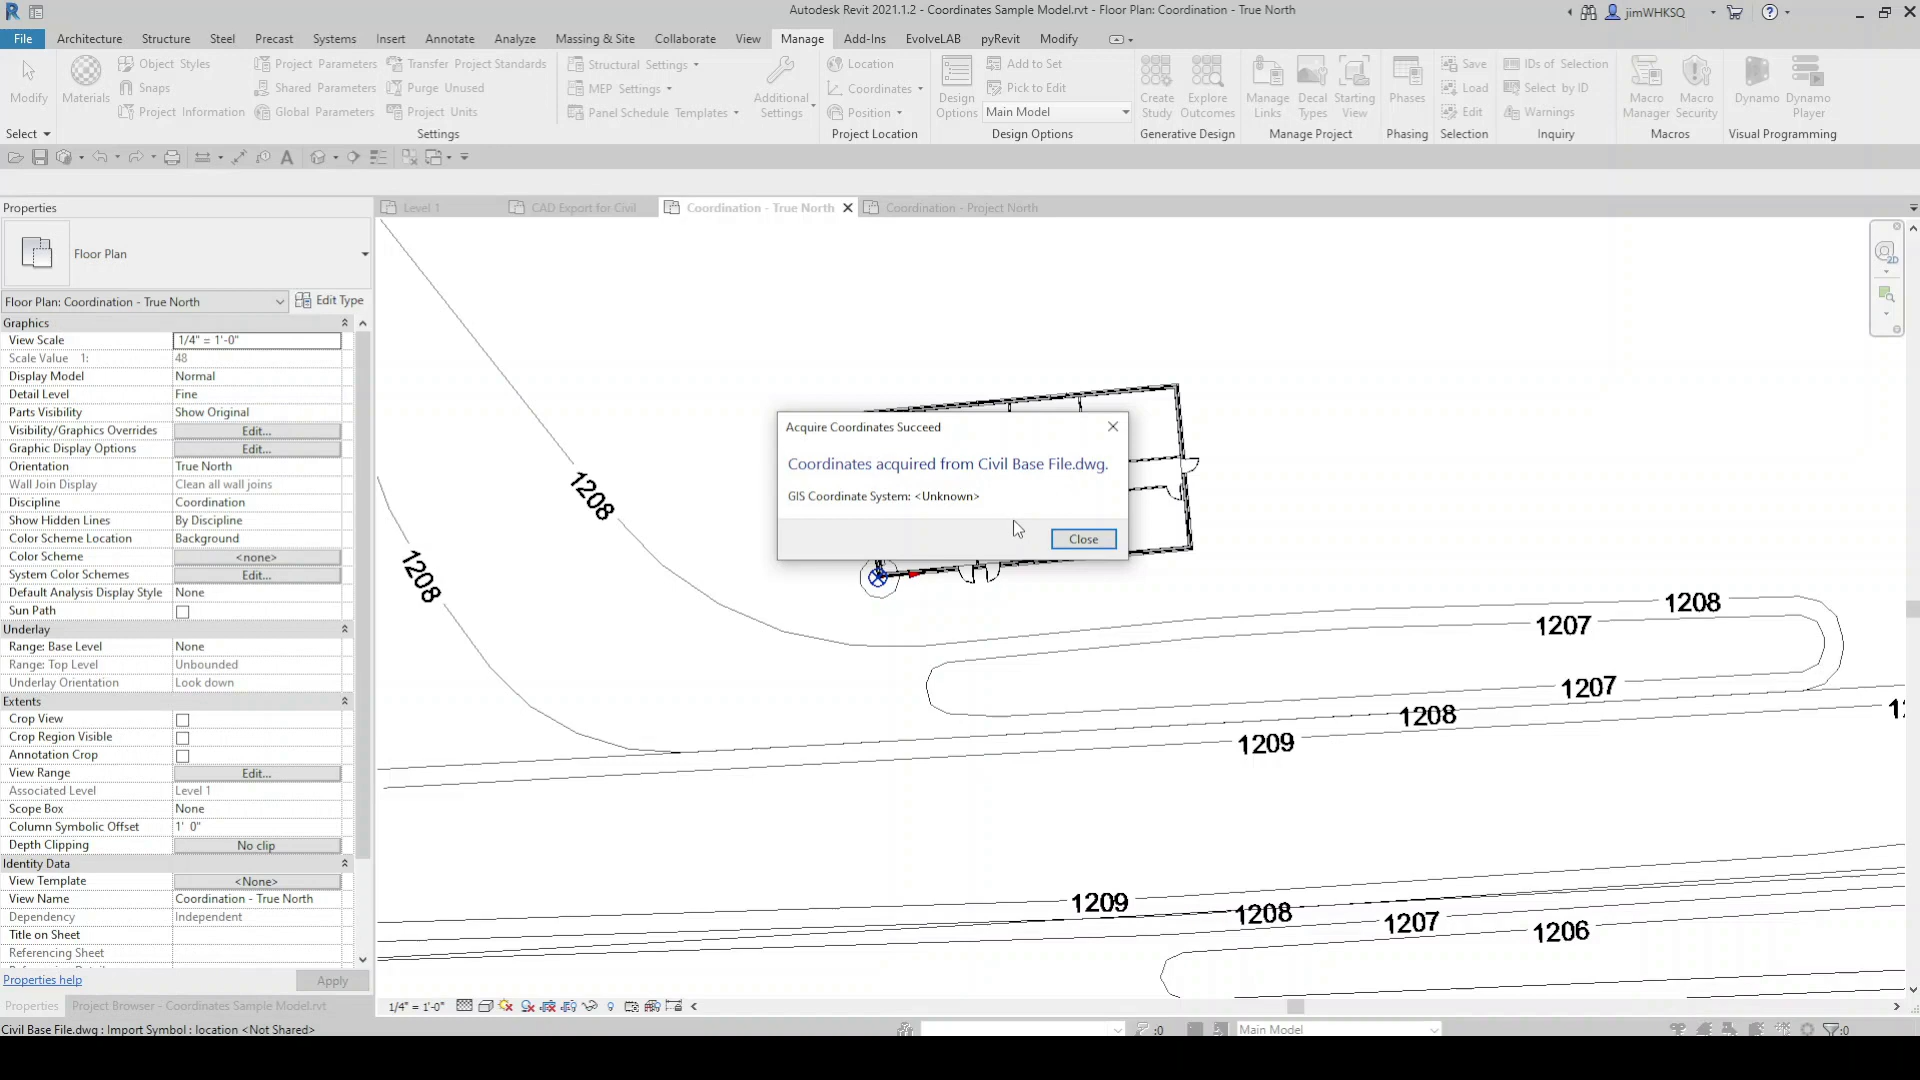 Autodesk Revit 2021.1.2 - Coordinates Sample Model.rvt - Floor Plan: Coordination - True North
jimWHKSQ
File Architecture Structure Steel Precast Systems Insert Annotate Analyze Massing & Site Collaborate View Manage Add-Ins EvolveLAB pyRevit Modify
Object Styles Project Parameters Transfer Project Standards Structural Settings Location Add to Set Save IDs of Selection
Snaps Shared Parameters Purge Unused MEP Settings Coordinates Pick to Edit Load Select by ID
Project Information Global Parameters Project Units Panel Schedule Templates Position Main Model Edit Warnings
Modify Materials Additional Settings Design Options Create Study Explore Outcomes Manage Links Decal Types Starting View Phases Macro Manager Macro Security Dynamo Dynamo Player
Select Settings Project Location Design Options Generative Design Manage Project Phasing Selection Inquiry Macros Visual Programming
Properties
Level 1 CAD Export for Civil Coordination - True North Coordination - Project North
Floor Plan
Floor Plan: Coordination - True North Edit Type
Graphics
View Scale 1/4" = 1'-0"
Scale Value 1: 48
Display Model Normal
Detail Level Fine
Parts Visibility Show Original
Visibility/Graphics Overrides Edit...
Graphic Display Options Edit...
Orientation True North
Wall Join Display Clean all wall joins
Discipline Coordination
Show Hidden Lines By Discipline
Color Scheme Location Background
Color Scheme <none>
System Color Schemes Edit...
Default Analysis Display Style None
Sun Path
Underlay
Range: Base Level None
Range: Top Level Unbounded
Underlay Orientation Look down
Extents
Crop View
Crop Region Visible
Annotation Crop
View Range Edit...
Associated Level Level 1
Scope Box None
Column Symbolic Offset 1' 0"
Depth Clipping No clip
Identity Data
View Template <None>
View Name Coordination - True North
Dependency Independent
Title on Sheet
Referencing Sheet
Properties help Apply
Properties Project Browser - Coordinates Sample Model.rvt
2D
Acquire Coordinates Succeed
Coordinates acquired from Civil Base File.dwg.
GIS Coordinate System: <Unknown>
Close
1208
1208
1208
1207
1207
1208
1209
1209
1208
1207
1206
1/4" = 1'-0"
Civil Base File.dwg : Import Symbol : location <Not Shared> :0 Main Model :0